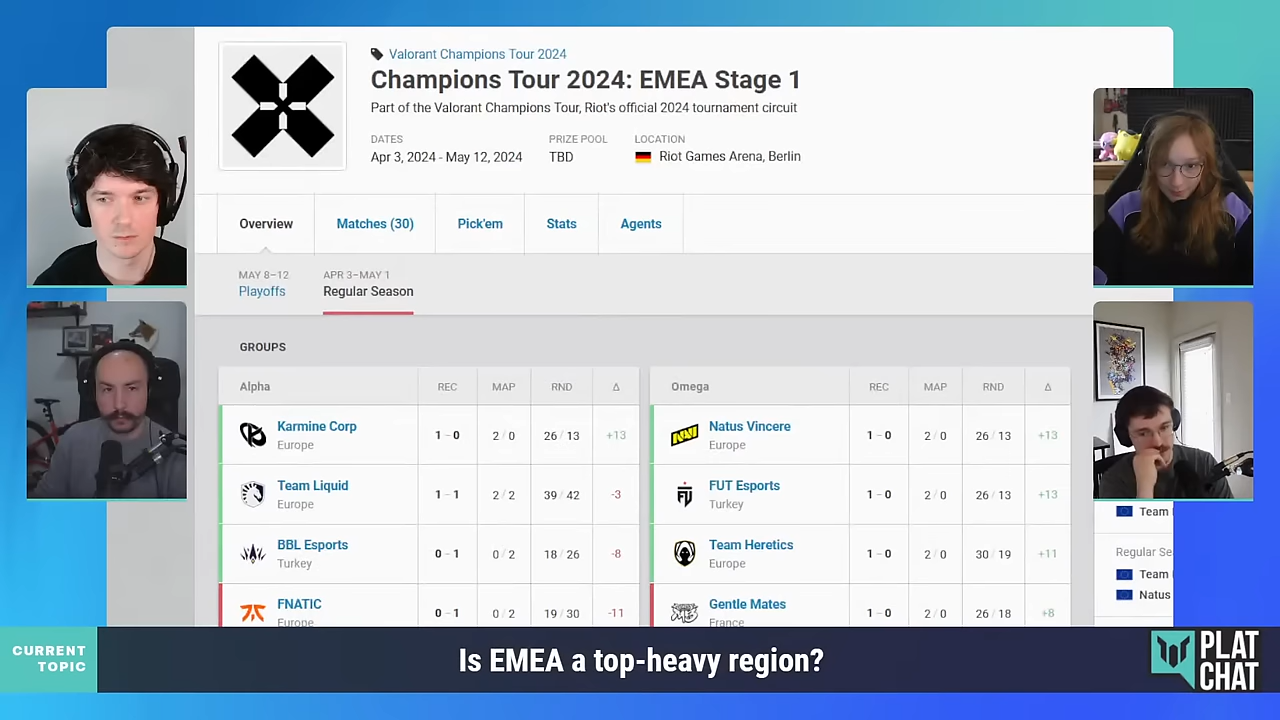 Valorant Champions Tour 2024
Champions Tour 2024: EMEA Stage 1
Part of the Valorant Champions Tour, Riot's official 2024 tournament circuit
DATES PRIZE POOL LOCATION
Apr 3, 2024 - May 12, 2024 TBD Riot Games Arena, Berlin
Overview Matches (30) Pick'em Stats Agents
MAY 8–12 APR 3–MAY 1
Playoffs Regular Season
GROUPS
Alpha REC MAP RND Δ
Karmine Corp 1 - 0 2 / 0 26 / 13 +13
Europe
Team Liquid 1 - 1 2 / 2 39 / 42 -3
Europe
BBL Esports 0 - 1 0 / 2 18 / 26 -8
Turkey
FNATIC 0 - 1 0 / 2 19 / 30 -11
Europe
Omega REC MAP RND Δ
Natus Vincere 1 - 0 2 / 0 26 / 13 +13
Europe
FUT Esports 1 - 0 2 / 0 26 / 13 +13
Turkey
Team Heretics 1 - 0 2 / 0 30 / 19 +11
Europe
Gentle Mates 1 - 0 2 / 0 26 / 18 +8
France
Team
Regular Se
Team
Natus
CURRENT
TOPIC
Is EMEA a top-heavy region?
PLAT
CHAT